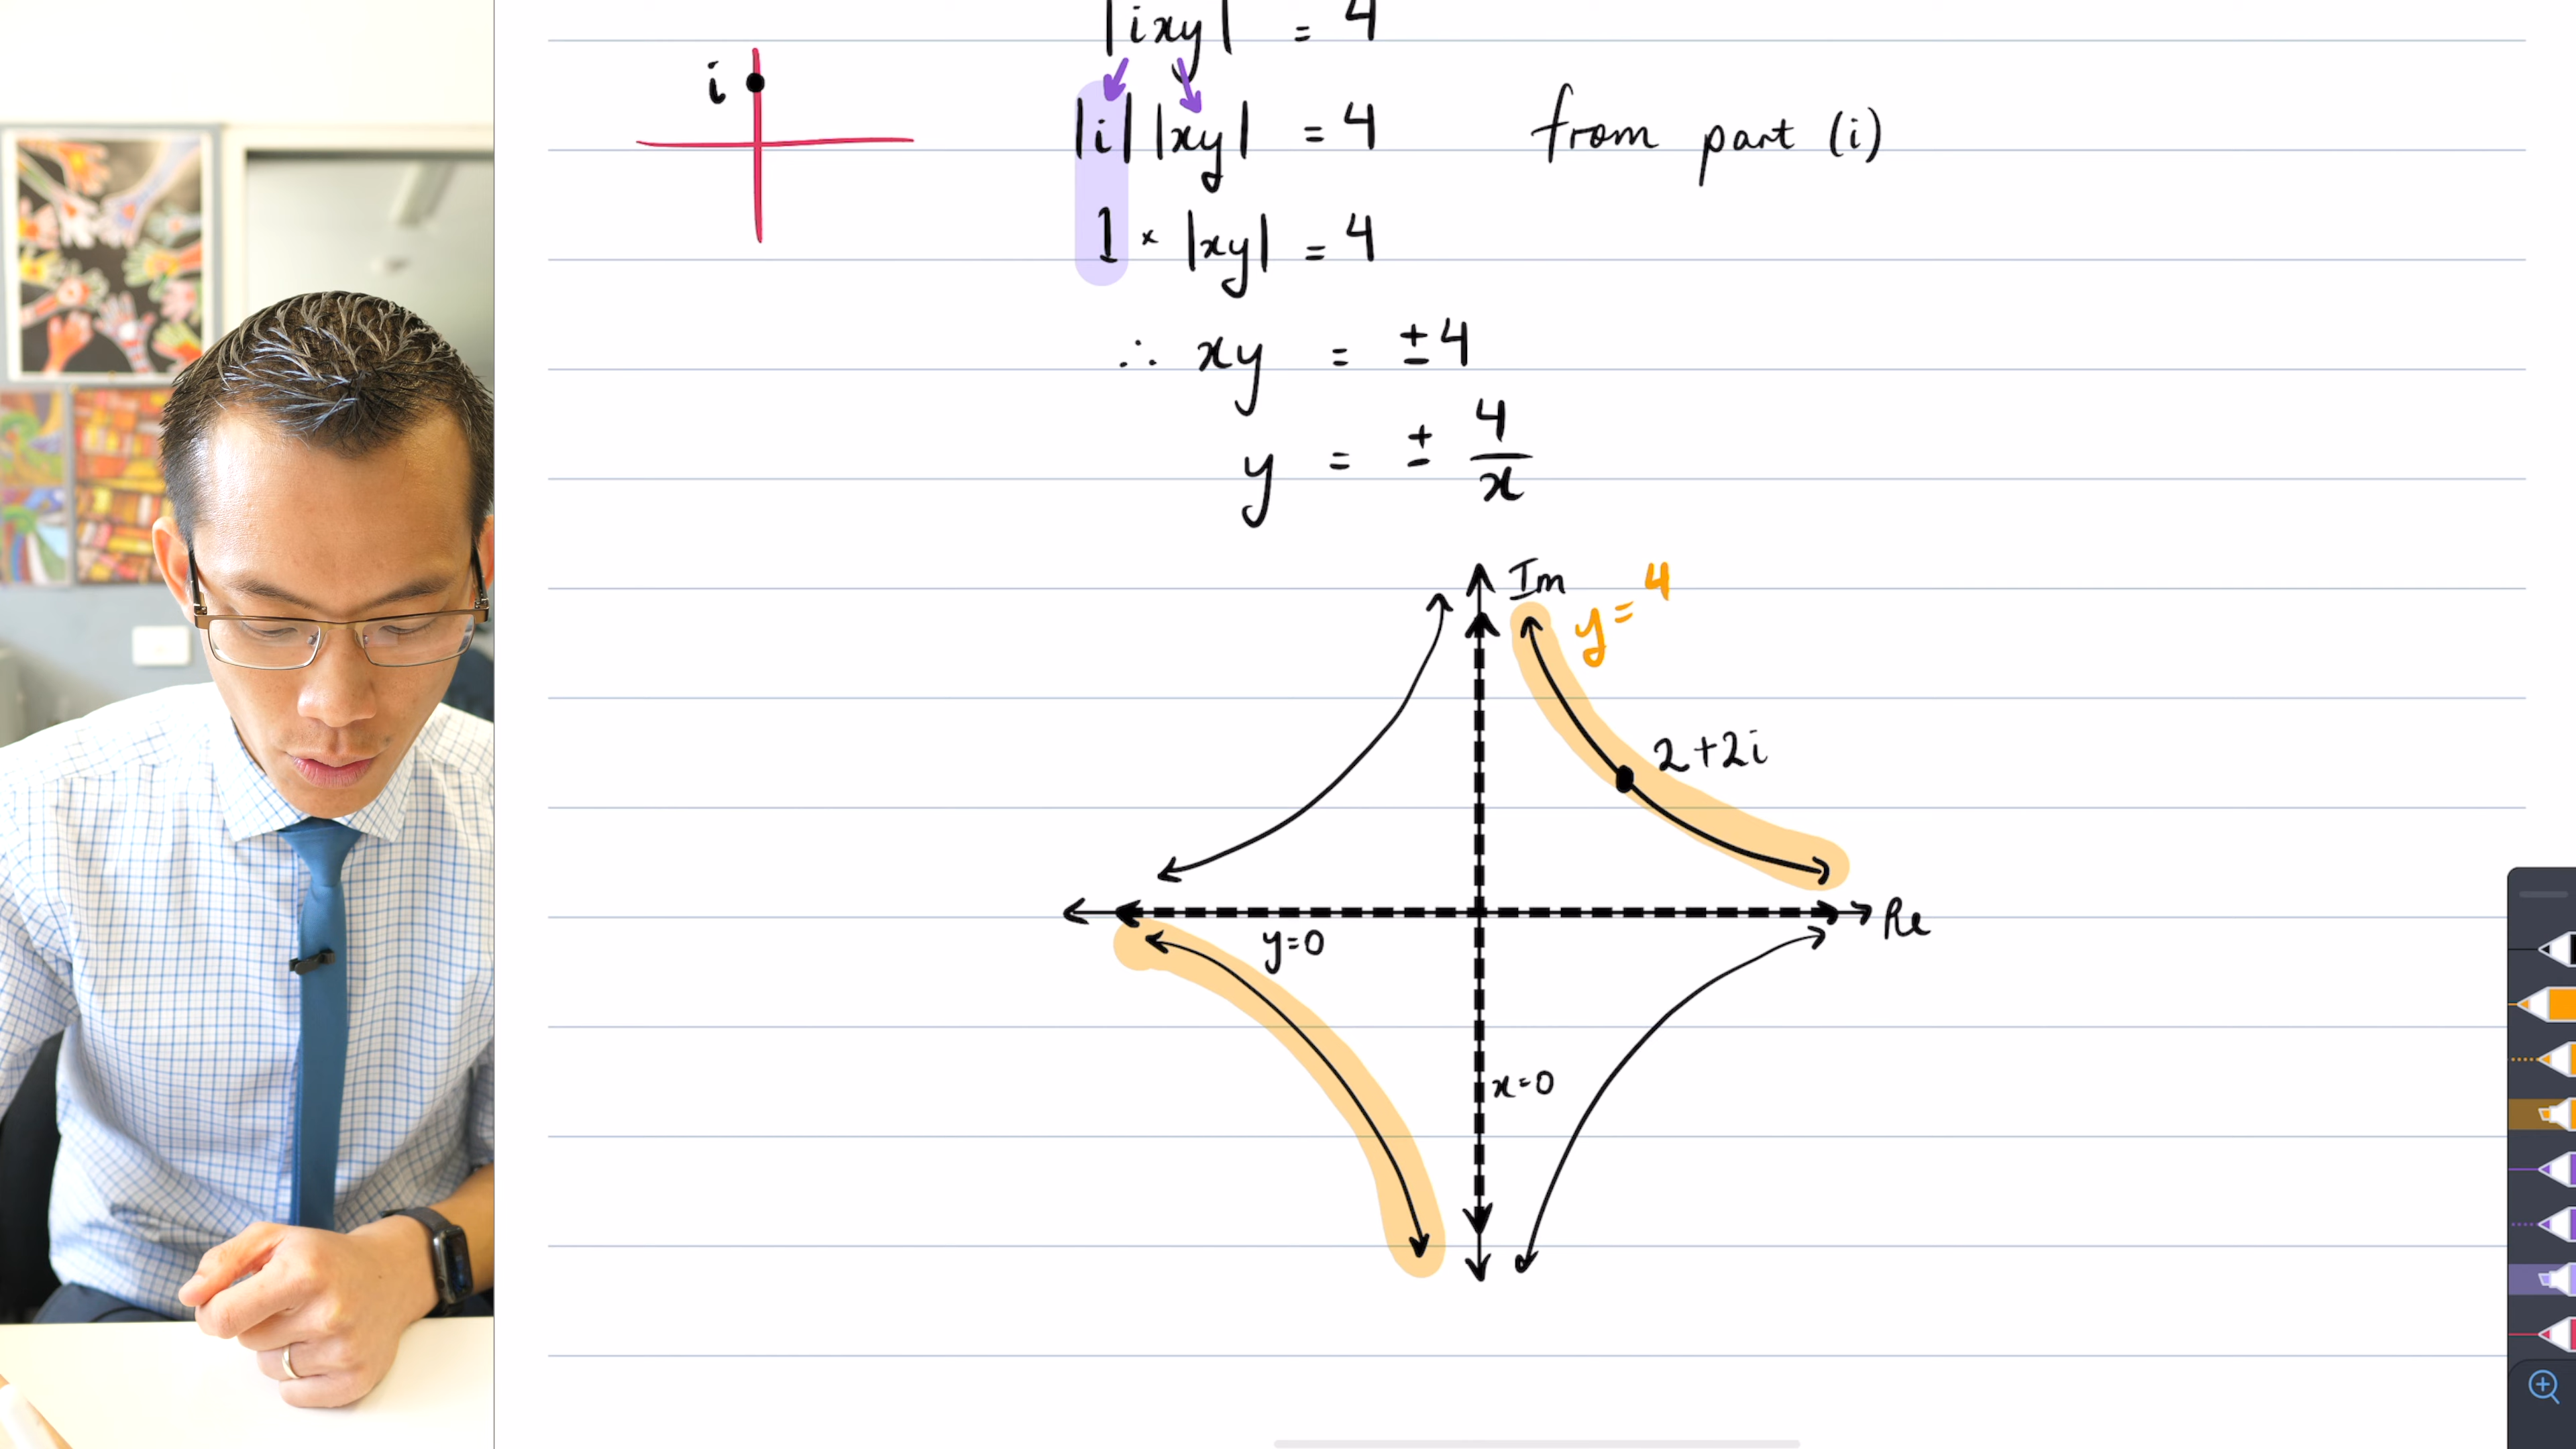 |ixy| = 4
i
|i| |xy| = 4 from part (i)
1 × |xy| = 4
∴ xy = ±4
y = ± 4/x
Im
y = 4
2+2i
Re
y=0
x=0